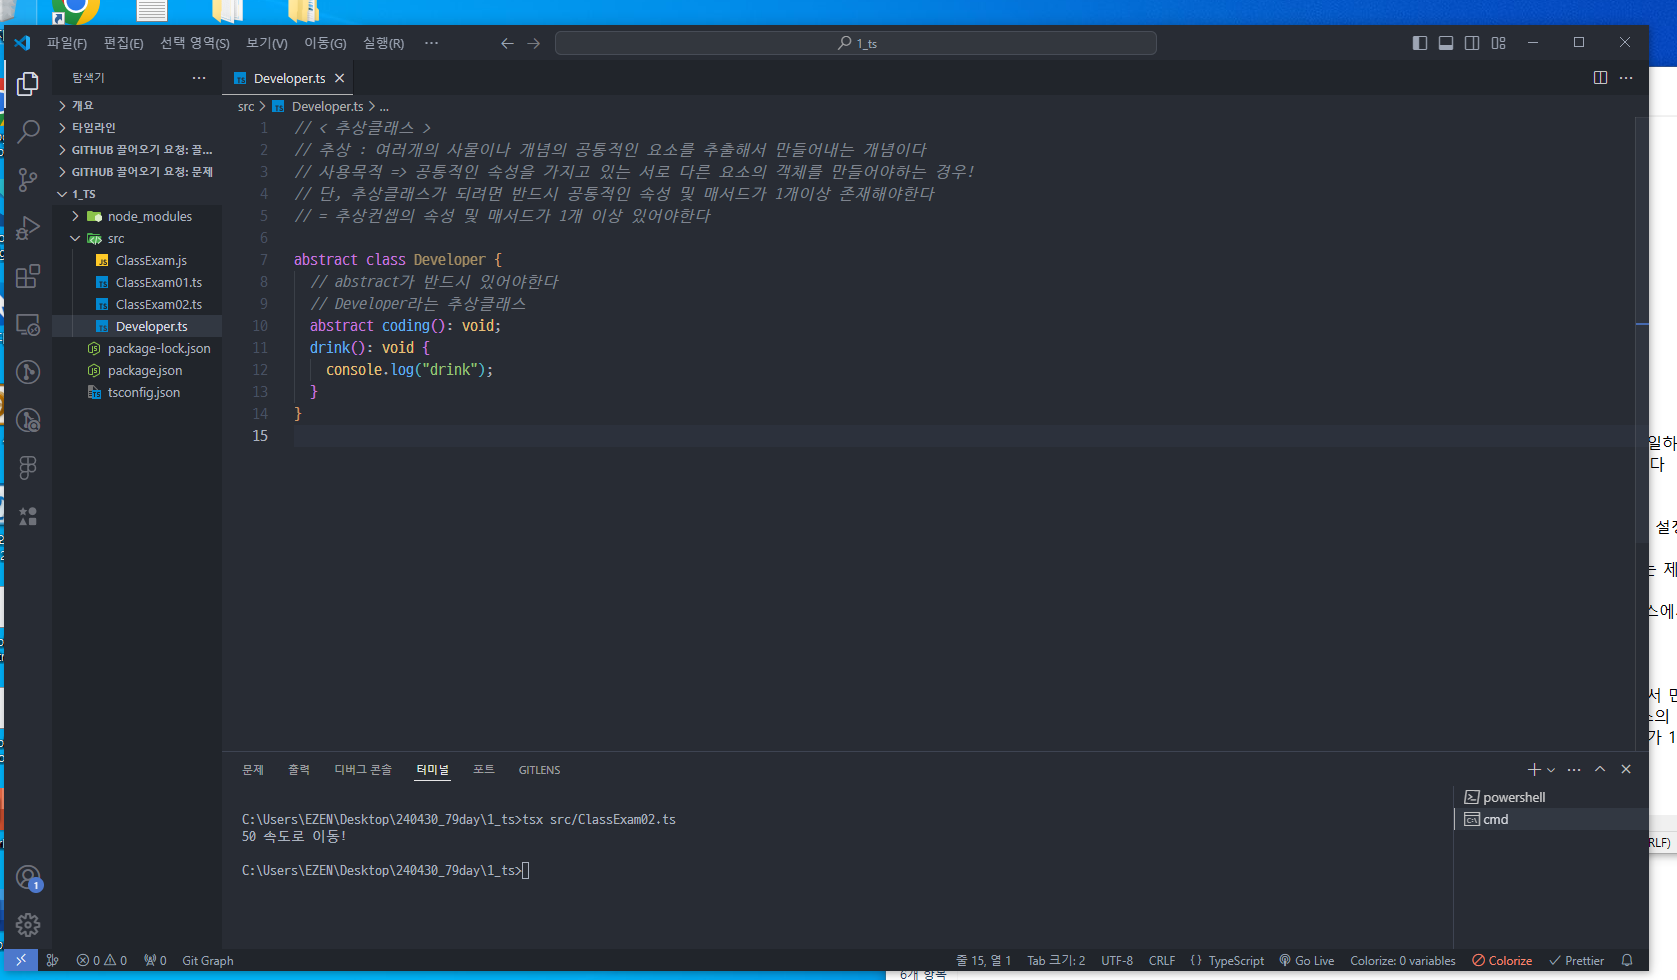 파일(F) 편집(E) 선택 영역(S) 보기(V) 이동(G) 실행(R) ···
1_ts
탐색기
Developer.ts
src > Developer.ts > ...
개요
타임라인
GITHUB 끌어오기 요청: 끌...
GITHUB 끌어오기 요청: 문제
1_TS
node_modules
src
ClassExam.js
ClassExam01.ts
ClassExam02.ts
Developer.ts
package-lock.json
package.json
tsconfig.json
1 // < 추상클래스 >
2 // 추상 : 여러개의 사물이나 개념의 공통적인 요소를 추출해서 만들어내는 개념이다
3 // 사용목적 => 공통적인 속성을 가지고 있는 서로 다른 요소의 객체를 만들어야하는 경우!
4 // 단, 추상클래스가 되려면 반드시 공통적인 속성 및 매서드가 1개이상 존재해야한다
5 // = 추상컨셉의 속성 및 매서드가 1개 이상 있어야한다
6
7 abstract class Developer {
8 // abstract가 반드시 있어야한다
9 // Developer라는 추상클래스
10 abstract coding(): void;
11 drink(): void {
12 console.log("drink");
13 }
14 }
15
문제 출력 디버그 콘솔 터미널 포트 GITLENS
C:\Users\EZEN\Desktop\240430_79day\1_ts>tsx src/ClassExam02.ts
50 속도로 이동!
C:\Users\EZEN\Desktop\240430_79day\1_ts>
powershell
cmd
1
0 0 0 Git Graph
줄 15, 열 1 Tab 크기: 2 UTF-8 CRLF {} TypeScript Go Live Colorize: 0 variables Colorize Prettier
일하
다
설정
는 제
스에
서 만
의
가 1
RLF)
6개 항목